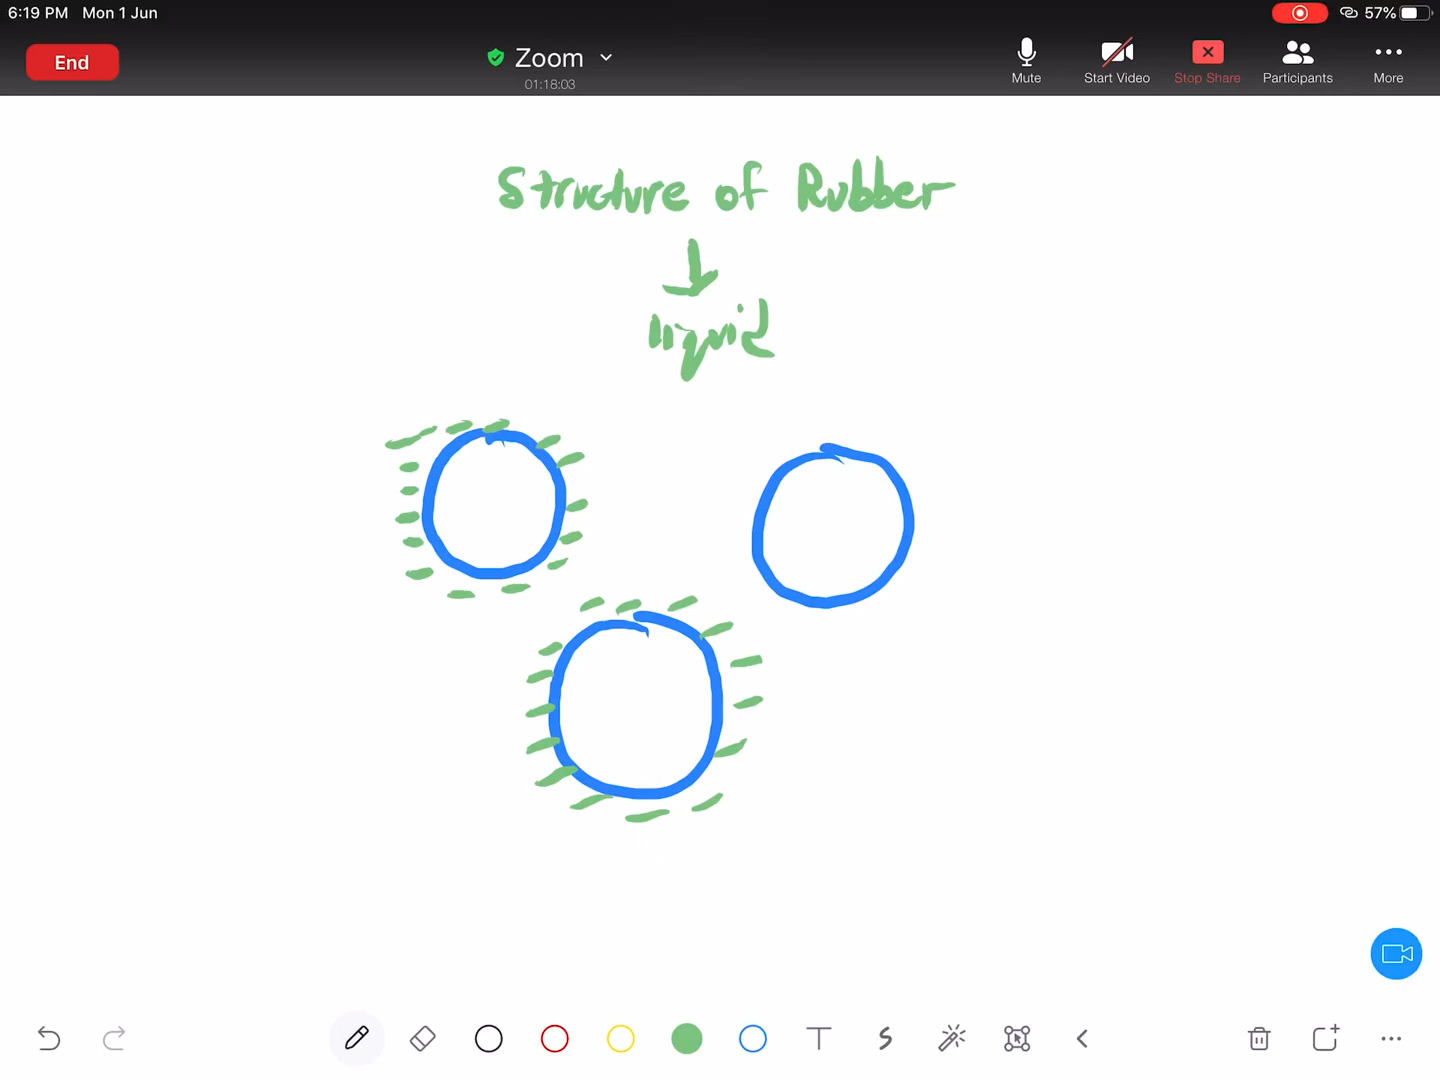 6:19 PM Mon 1 Jun
57%
End
Zoom
01:18:03
Mute
Start Video
Stop Share
Participants
More
Structure of Rubber
liquid
T